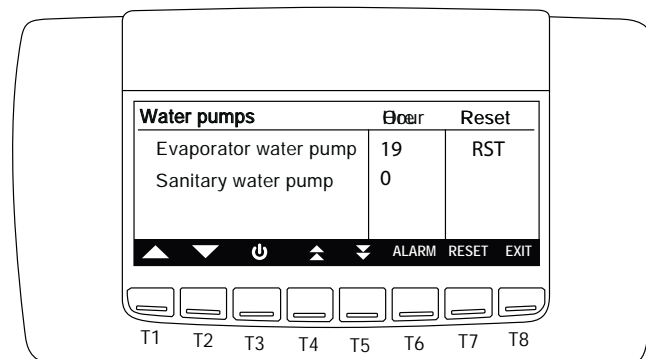 Water pumps Hour Reset
Evaporator water pump 19 RST
Sanitary water pump 0
ALARM RESET EXIT
T1 T2 T3 T4 T5 T6 T7 T8